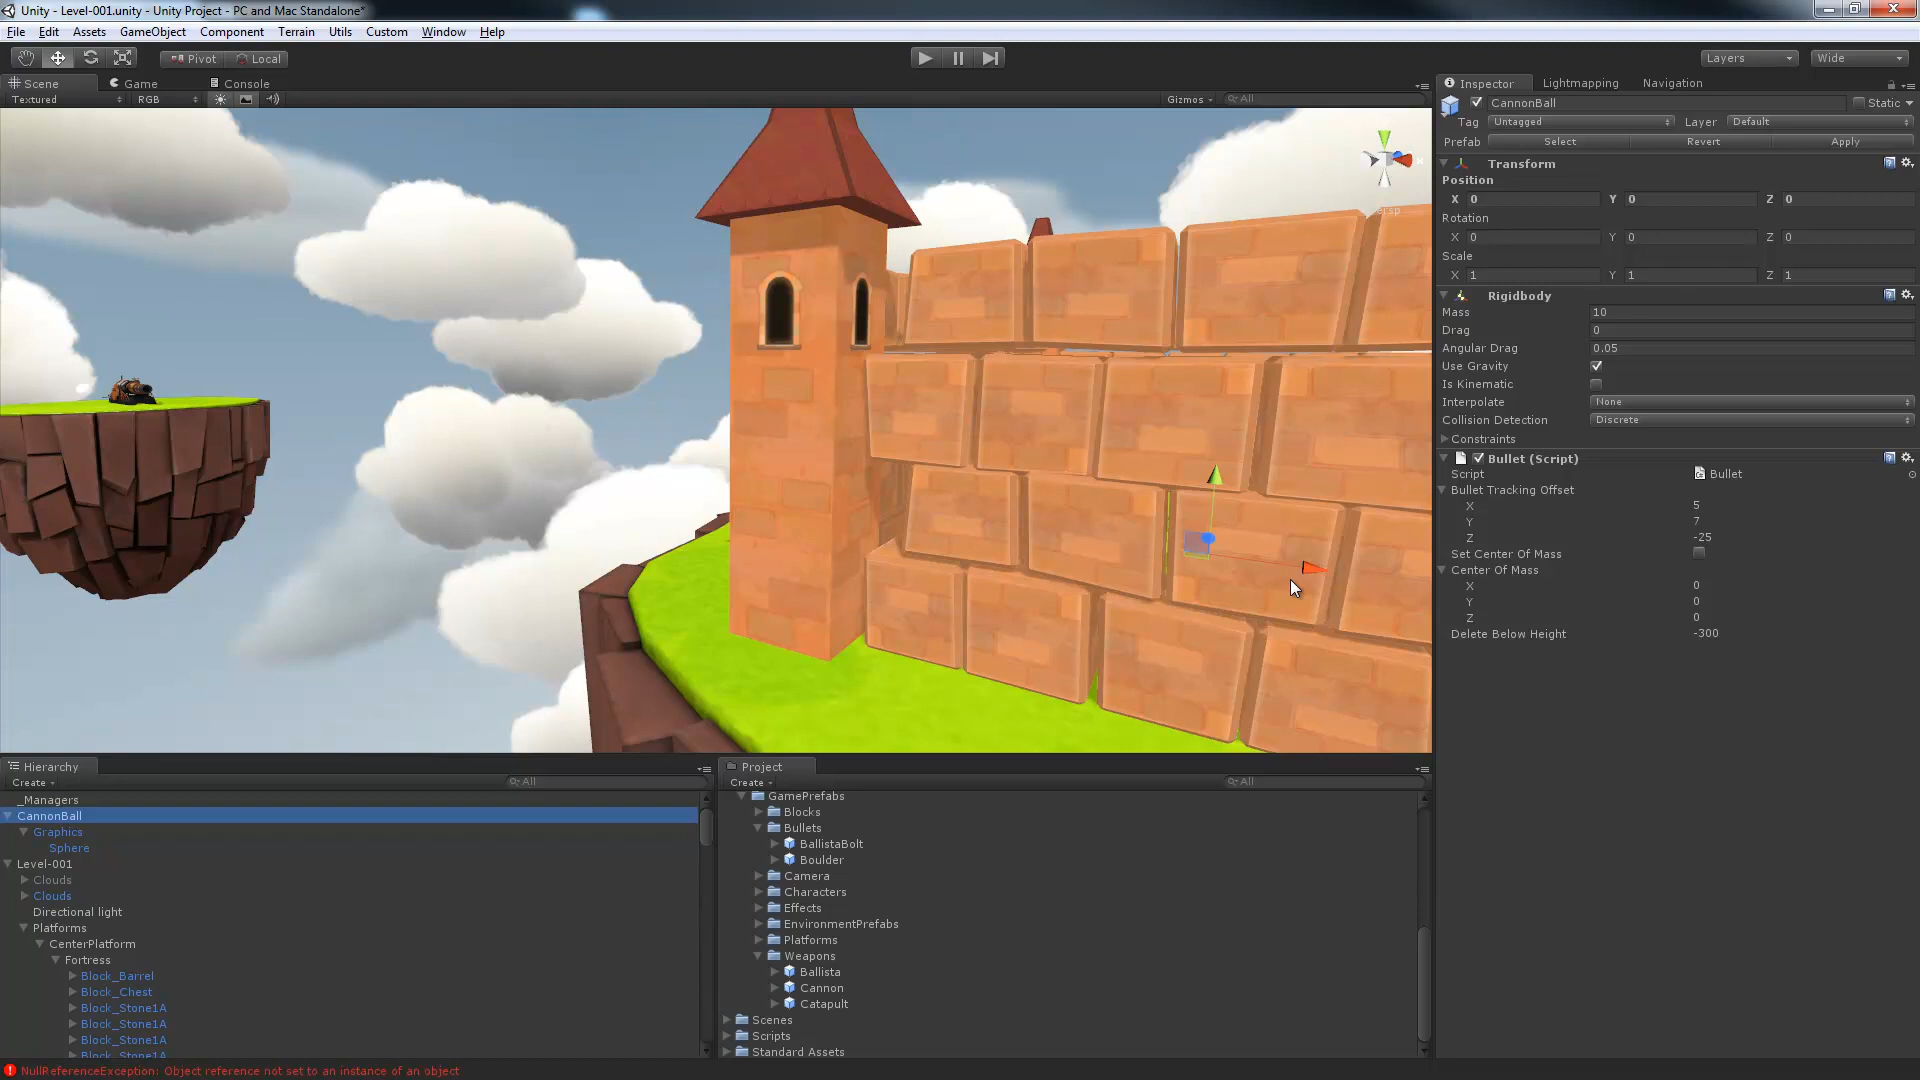 Unity - Level-001.unity - Unity Project - PC and Mac Standalone*
File Edit Assets GameObject Component Terrain Utils Custom Window Help
Pivot Local Layers Wide
Scene Game Console
Textured RGB Gizmos All
Inspector Lightmapping Navigation
CannonBall Static
Tag Untagged Layer Default
Prefab Select Revert Apply
Transform
Position
X 0 Y 0 Z 0
Rotation
X 0 Y 0 Z 0
Scale
X 1 Y 1 Z 1
Rigidbody
Mass 10
Drag 0
Angular Drag 0.05
Use Gravity
Is Kinematic
Interpolate None
Collision Detection Discrete
Constraints
Bullet (Script)
Script Bullet
Bullet Tracking Offset
X 5
Y 7
Z -25
Set Center Of Mass
Center Of Mass
X 0
Y 0
Z 0
Delete Below Height -300
Hierarchy
Create All
_Managers
CannonBall
Graphics
Sphere
Level-001
Clouds
Clouds
Directional light
Platforms
CenterPlatform
Fortress
Block_Barrel
Block_Chest
Block_Stone1A
Block_Stone1A
Block_Stone1A
Block_Stone1A
Project
Create All
GamePrefabs
Blocks
Bullets
BallistaBolt
Boulder
Camera
Characters
Effects
EnvironmentPrefabs
Platforms
Weapons
Ballista
Cannon
Catapult
Scenes
Scripts
Standard Assets
NullReferenceException: Object reference not set to an instance of an object